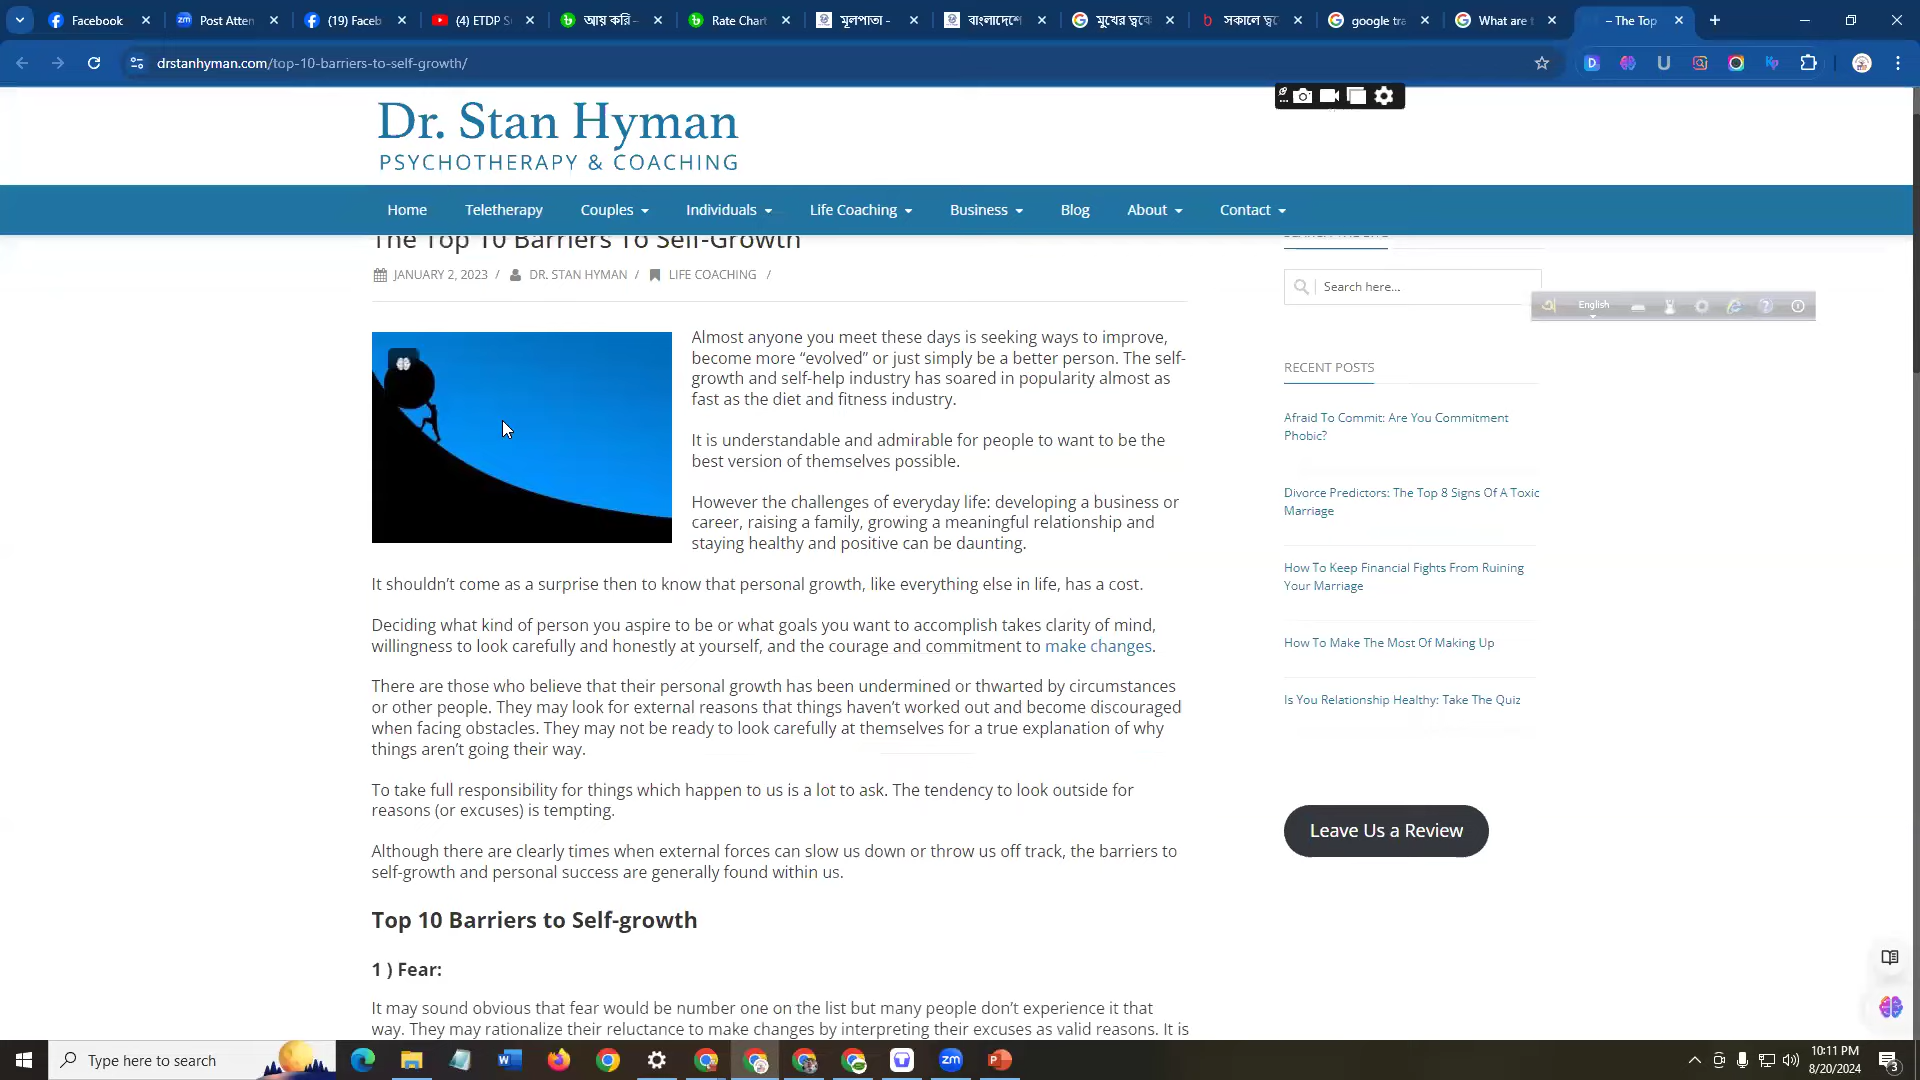 Facebook
Post Atten
(19) Faceb
(4) ETDP S
আয় করি -
Rate Chart
মূলপাতা -
বাংলাদেশে
মুখের ত্বকে
সকালে ত্ব
google tra
What are t
– The Top
drstanhyman.com/top-10-barriers-to-self-growth/
Dr. Stan Hyman
PSYCHOTHERAPY & COACHING
Home
Teletherapy
Couples
Individuals
Life Coaching
Business
Blog
About
Contact
The Top 10 Barriers To Self-Growth
JANUARY 2, 2023 / DR. STAN HYMAN / LIFE COACHING /
Almost anyone you meet these days is seeking ways to improve,
become more “evolved” or just simply be a better person. The self-
growth and self-help industry has soared in popularity almost as
fast as the diet and fitness industry.
It is understandable and admirable for people to want to be the
best version of themselves possible.
However the challenges of everyday life: developing a business or
career, raising a family, growing a meaningful relationship and
staying healthy and positive can be daunting.
It shouldn’t come as a surprise then to know that personal growth, like everything else in life, has a cost.
Deciding what kind of person you aspire to be or what goals you want to accomplish takes clarity of mind,
willingness to look carefully and honestly at yourself, and the courage and commitment to make changes.
There are those who believe that their personal growth has been undermined or thwarted by circumstances
or other people. They may look for external reasons that things haven’t worked out and become discouraged
when facing obstacles. They may not be ready to look carefully at themselves for a true explanation of why
things aren’t going their way.
To take full responsibility for things which happen to us is a lot to ask. The tendency to look outside for
reasons (or excuses) is tempting.
Although there are clearly times when external forces can slow us down or throw us off track, the barriers to
self-growth and personal success are generally found within us.
Top 10 Barriers to Self-growth
1 ) Fear:
It may sound obvious that fear would be number one on the list but many people don’t experience it that
way. They may rationalize their reluctance to make changes by interpreting their excuses as valid reasons. It is
Search here...
English
RECENT POSTS
Afraid To Commit: Are You Commitment
Phobic?
Divorce Predictors: The Top 8 Signs Of A Toxic
Marriage
How To Keep Financial Fights From Ruining
Your Marriage
How To Make The Most Of Making Up
Is You Relationship Healthy: Take The Quiz
Leave Us a Review
Type here to search
10:11 PM
8/20/2024
3